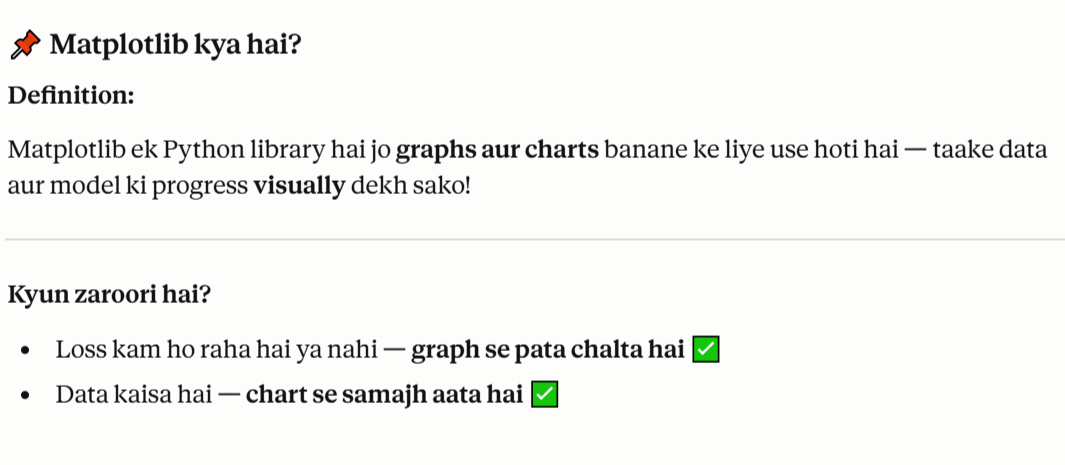 📌 Matplotlib kya hai?
Definition:
Matplotlib ek Python library hai jo graphs aur charts banane ke liye use hoti hai — taake data
aur model ki progress visually dekh sako!
Kyun zaroori hai?
• Loss kam ho raha hai ya nahi — graph se pata chalta hai ✅
• Data kaisa hai — chart se samajh aata hai ✅